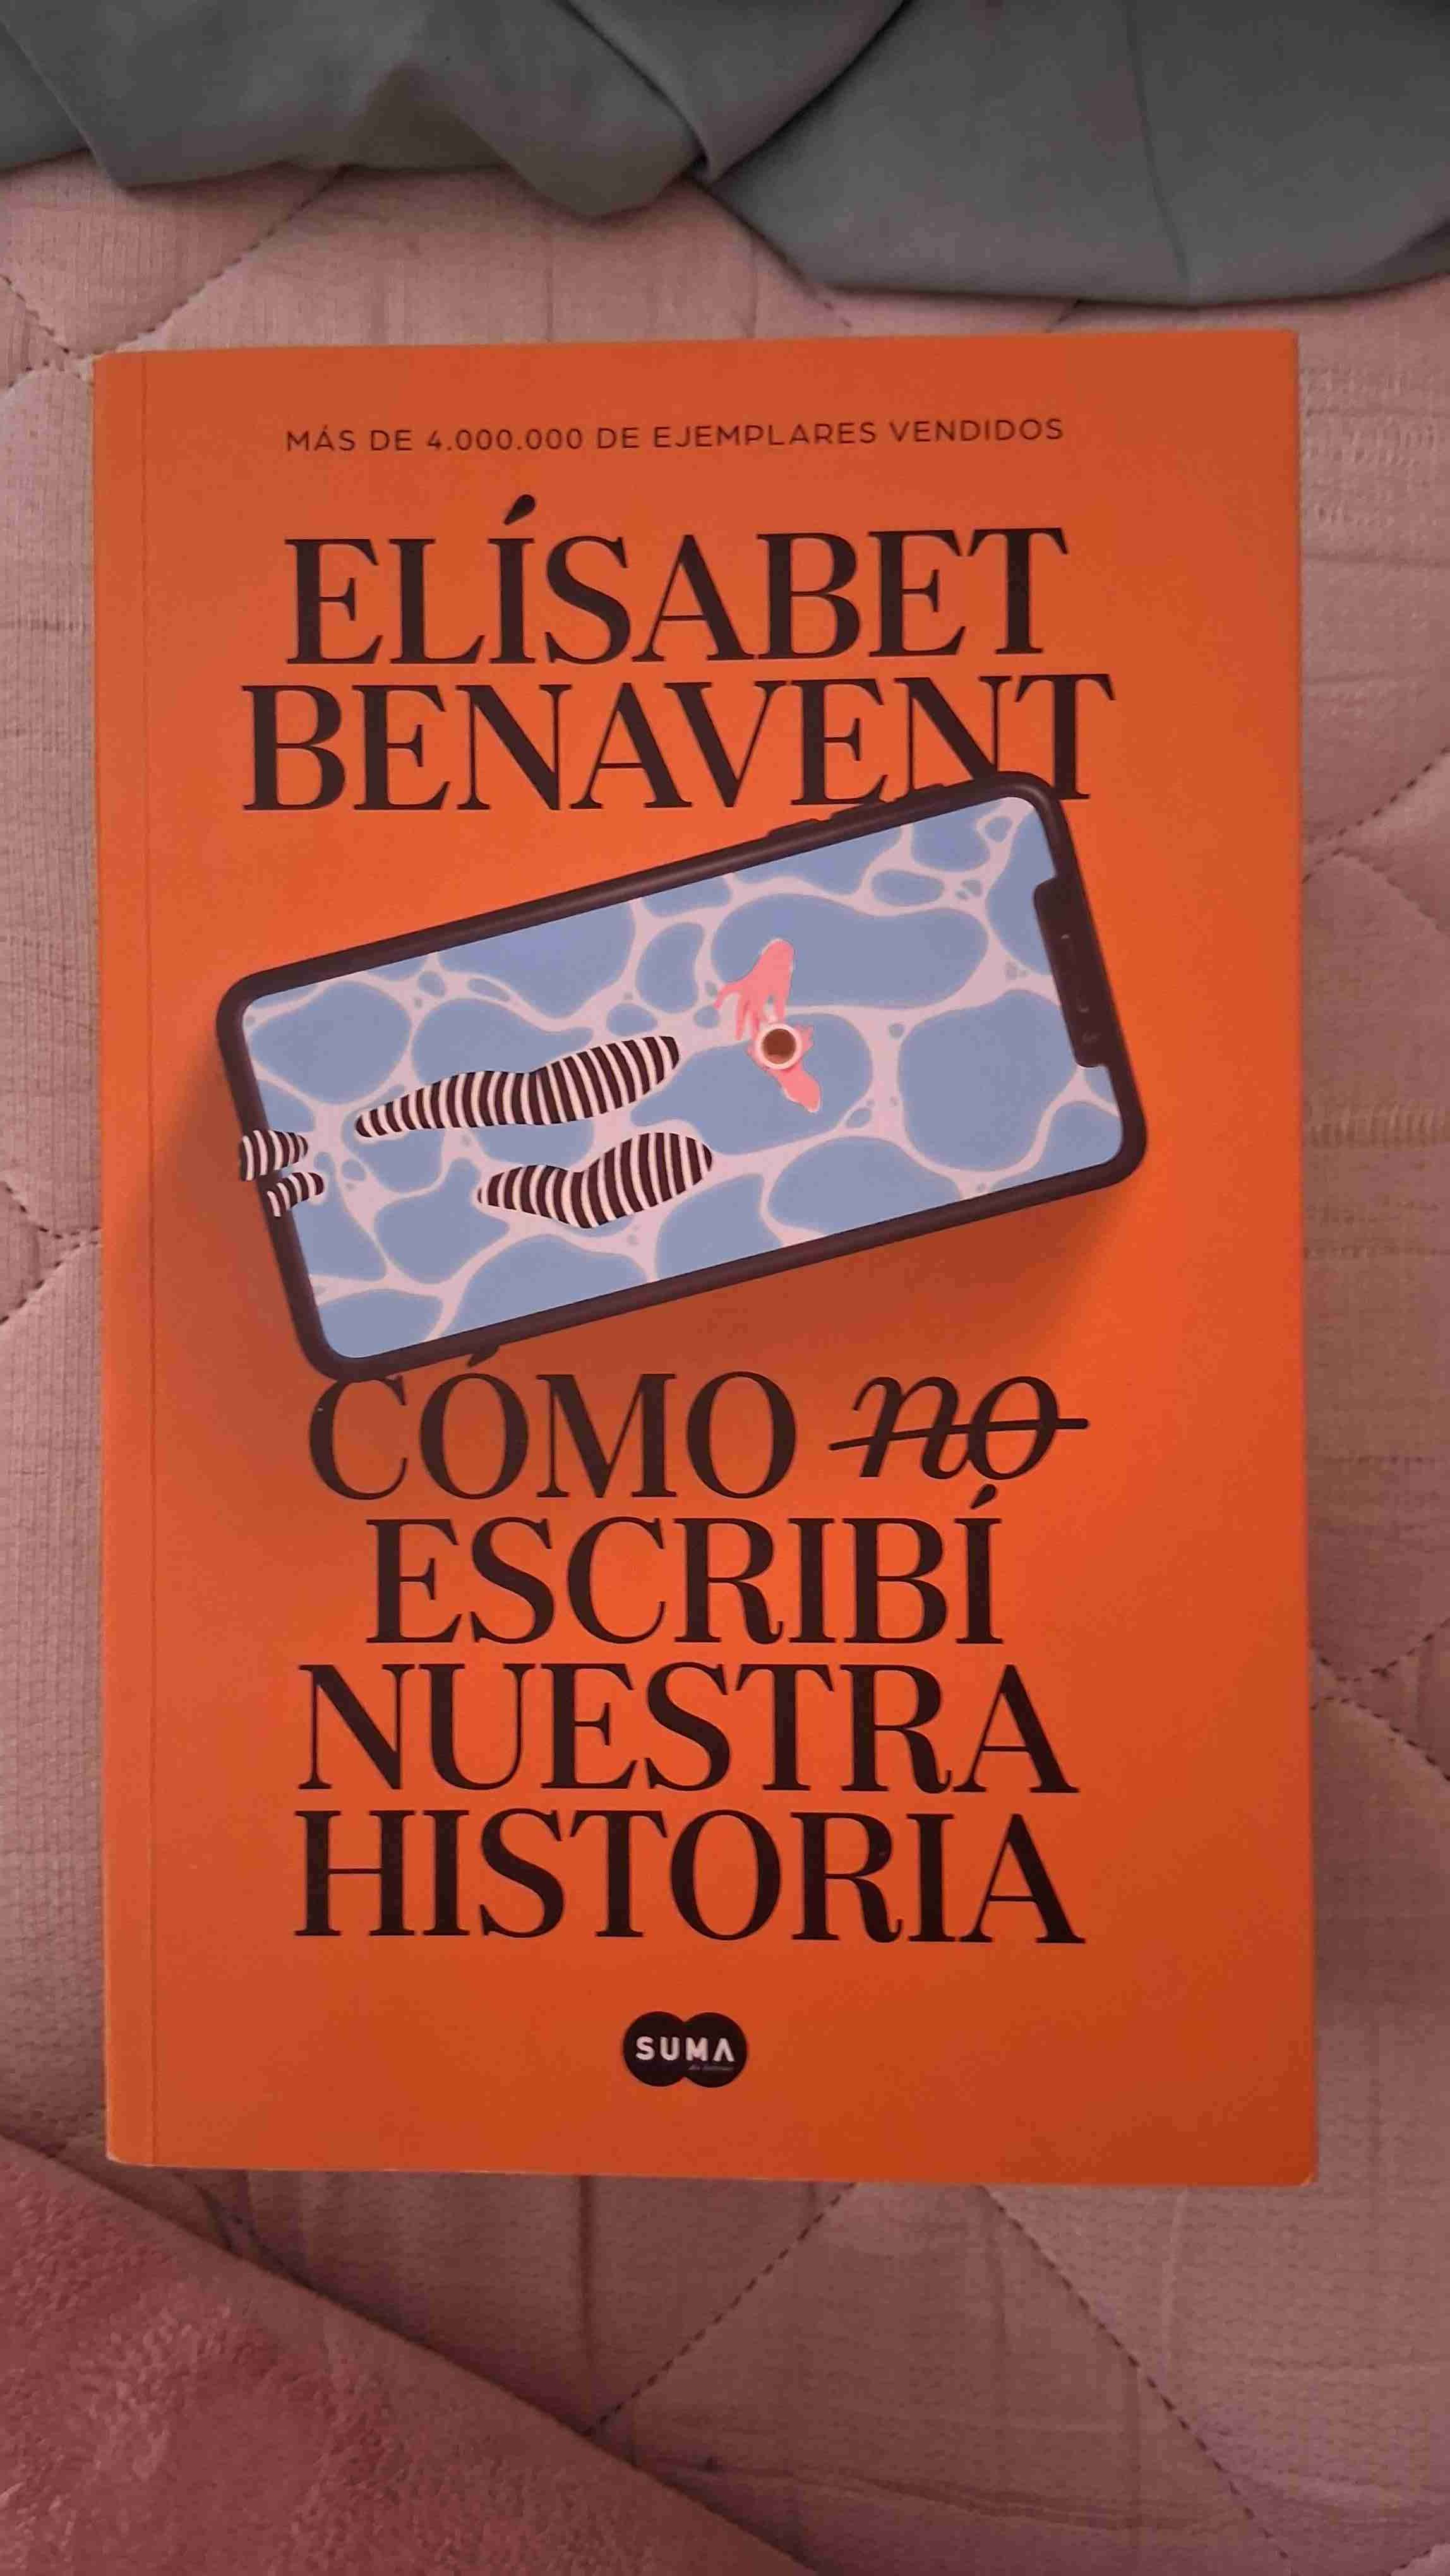 MÁS DE 4.000.000 DE EJEMPLARES VENDIDOS
ELÍSABET
BENAVENT
CÓMO no
ESCRIBÍ
NUESTRA
HISTORIA
SUMA